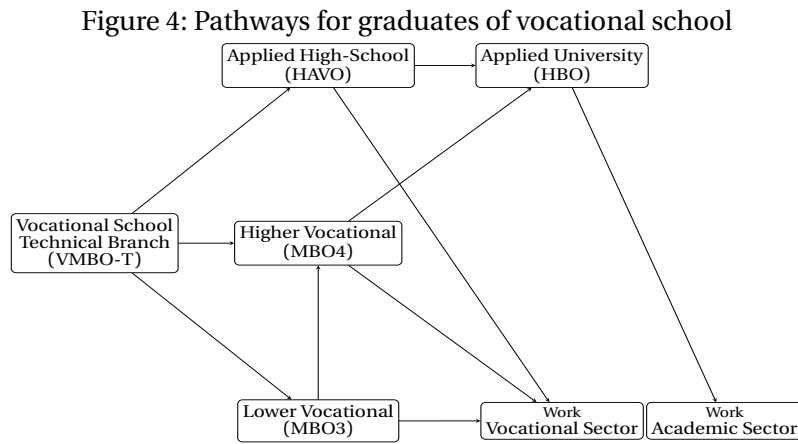 Figure 4: Pathways for graduates of vocational school
Applied High-School
(HAVO)
Applied University
(HBO)
Vocational School
Technical Branch
(VMBO-T)
Higher Vocational
(MBO4)
Lower Vocational
(MBO3)
Work
Vocational Sector
Work
Academic Sector